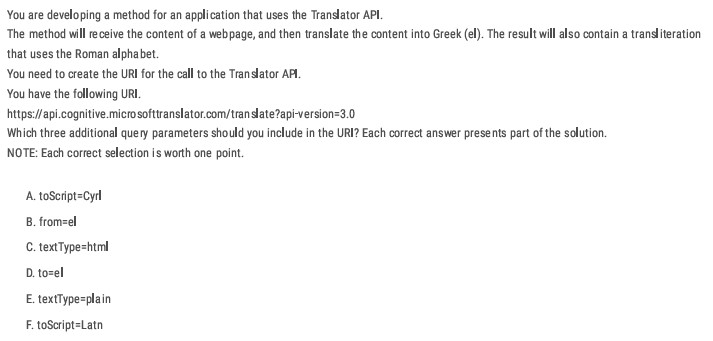 You are developing a method for an application that uses the Translator API.
The method will receive the content of a webpage, and then translate the content into Greek (el). The result will also contain a transliteration
that uses the Roman alphabet.
You need to create the URI for the call to the Translator API.
You have the following URI.
https://api.cognitive.microsofttranslator.com/translate?api-version=3.0
Which three additional query parameters should you include in the URI? Each correct answer presents part of the solution.
NOTE: Each correct selection is worth one point.
A. toScript=Cyrl
B. from=el
C. textType=html
D. to=el
E. textType=plain
F. toScript=Latn